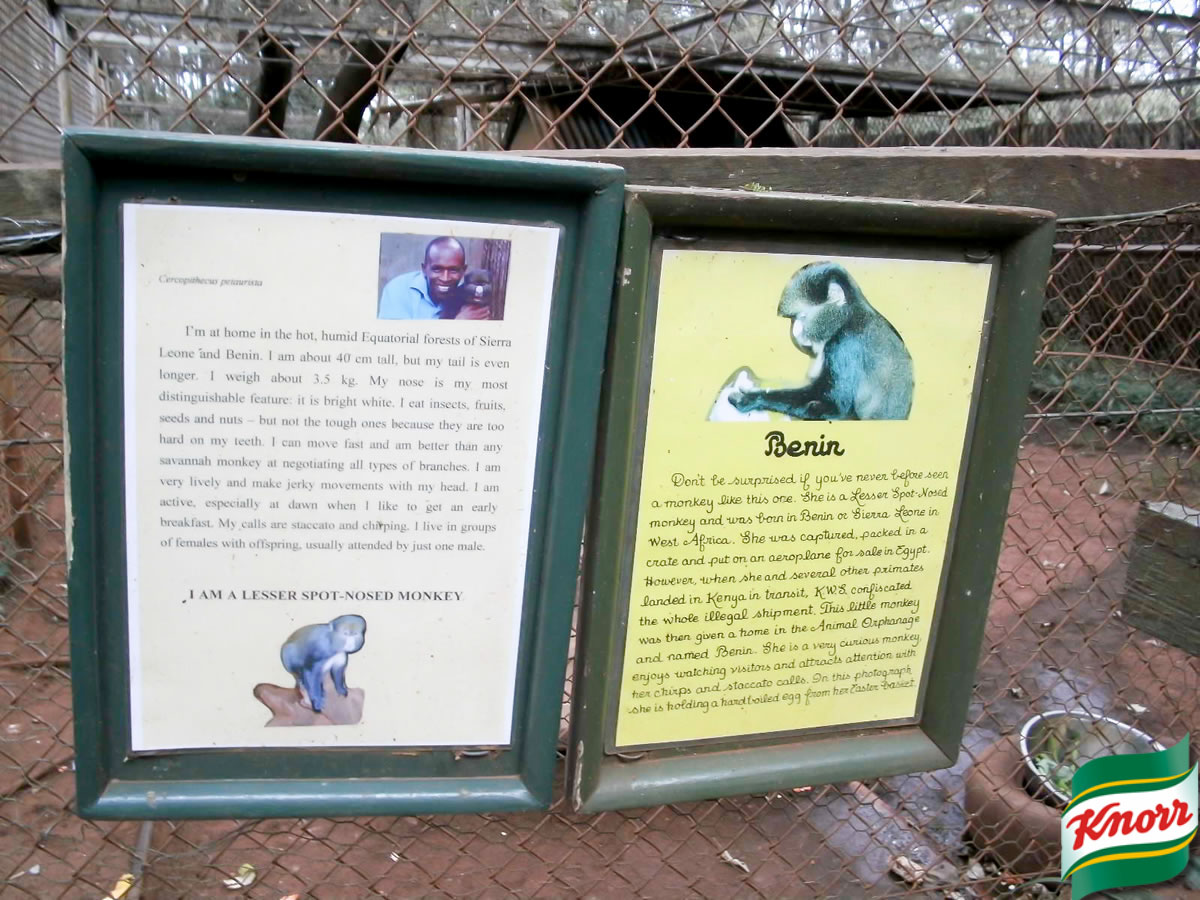 Cercopithecus petaurista
I'm at home in the hot, humid Equatorial forests of Sierra
Leone and Benin. I am about 40 cm tall, but my tail is even
longer. I weigh about 3.5 kg. My nose is my most
distinguishable feature: it is bright white. I eat insects, fruits,
seeds and nuts – but not the tough ones because they are too
hard on my teeth. I can move fast and am better than any
savannah monkey at negotiating all types of branches. I am
very lively and make jerky movements with my head. I am
active, especially at dawn when I like to get an early
breakfast. My calls are staccato and chirping. I live in groups
of females with offspring, usually attended by just one male.
I AM A LESSER SPOT-NOSED MONKEY
Benin
Don't be surprised if you've never before seen
a monkey like this one. She is a Lesser Spot-Nosed
monkey and was born in Benin or Sierra Leone in
West Africa. She was captured, packed in a
crate and put on an aeroplane for sale in Egypt.
However, when she and several other primates
landed in Kenya in transit, K.W.S. confiscated
the whole illegal shipment. This little monkey
was then given a home in the Animal Orphanage
and named Benin. She is a very curious monkey,
enjoys watching visitors and attracts attention with
her chirps and staccato calls. In this photograph
she is holding a hardboiled egg from her Easter basket.
Knorr